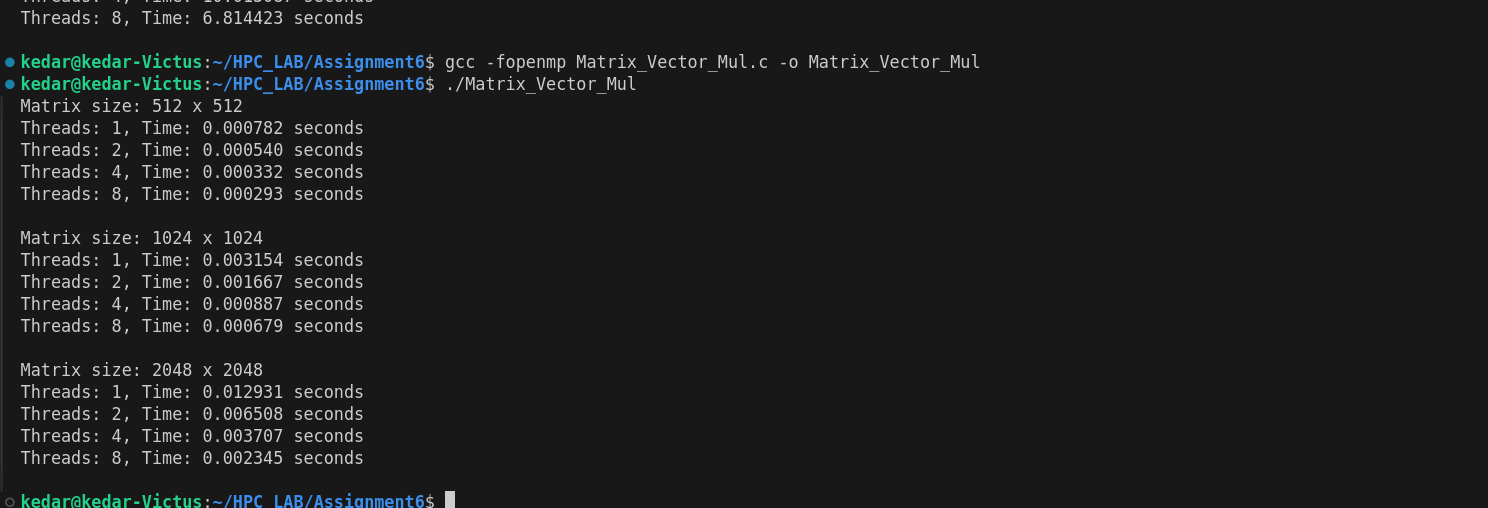 Threads: 8, Time: 6.814423 seconds
kedar@kedar-Victus:~/HPC_LAB/Assignment6$ gcc -fopenmp Matrix_Vector_Mul.c -o Matrix_Vector_Mul
kedar@kedar-Victus:~/HPC_LAB/Assignment6$ ./Matrix_Vector_Mul
Matrix size: 512 x 512
Threads: 1, Time: 0.000782 seconds
Threads: 2, Time: 0.000540 seconds
Threads: 4, Time: 0.000332 seconds
Threads: 8, Time: 0.000293 seconds
Matrix size: 1024 x 1024
Threads: 1, Time: 0.003154 seconds
Threads: 2, Time: 0.001667 seconds
Threads: 4, Time: 0.000887 seconds
Threads: 8, Time: 0.000679 seconds
Matrix size: 2048 x 2048
Threads: 1, Time: 0.012931 seconds
Threads: 2, Time: 0.006508 seconds
Threads: 4, Time: 0.003707 seconds
Threads: 8, Time: 0.002345 seconds
kedar@kedar-Victus:~/HPC_LAB/Assignment6$